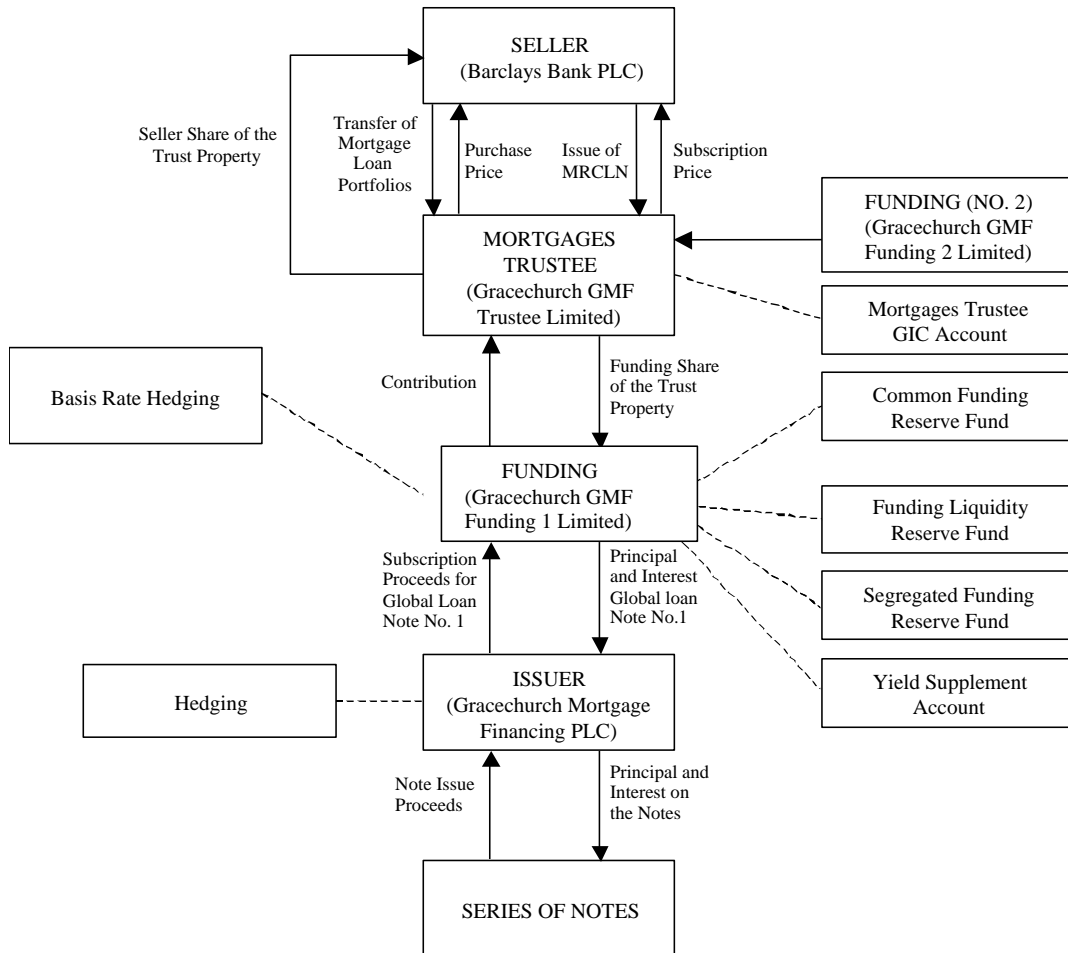 SELLER
(Barclays Bank PLC)
Seller Share of the
Trust Property
Transfer of
Mortgage
Loan
Portfolios
Purchase
Price
Issue of
MRCLN
Subscription
Price
FUNDING (NO. 2)
(Gracechurch GMF
Funding 2 Limited)
MORTGAGES
TRUSTEE
(Gracechurch GMF
Trustee Limited)
Mortgages Trustee
GIC Account
Contribution
Funding Share
of the Trust
Property
Basis Rate Hedging
Common Funding
Reserve Fund
FUNDING
(Gracechurch GMF
Funding 1 Limited)
Funding Liquidity
Reserve Fund
Subscription
Proceeds for
Global Loan
Note No. 1
Principal
and Interest
Global loan
Note No.1
Segregated Funding
Reserve Fund
Hedging
ISSUER
(Gracechurch Mortgage
Financing PLC)
Yield Supplement
Account
Note Issue
Proceeds
Principal and
Interest on
the Notes
SERIES OF NOTES